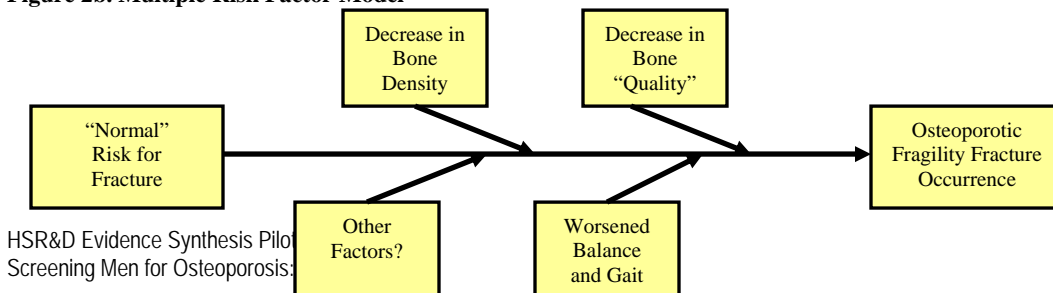 Figure 2b. Multiple Risk Factor Model
Decrease in
Bone
Density
Decrease in
Bone
“Quality”
“Normal”
Risk for
Fracture
Osteoporotic
Fragility Fracture
Occurrence
Other
Factors?
Worsened
Balance
and Gait
HSR&D Evidence Synthesis Pilot
Screening Men for Osteoporosis: